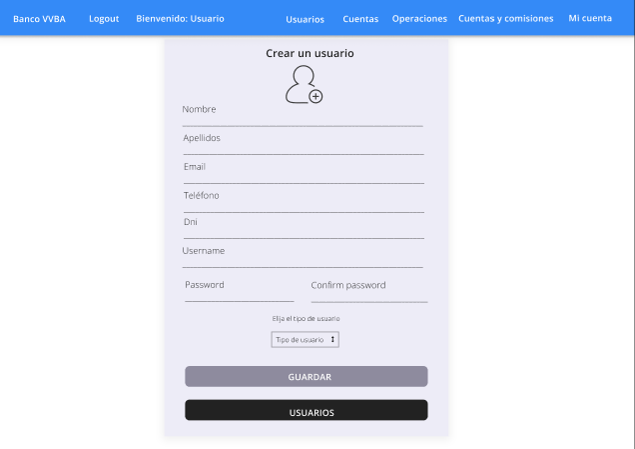 Banco VVBA Logout Bienvenido: Usuario Usuarios Cuentas Operaciones Cuentas y comisiones Mi cuenta
Crear un usuario
Nombre
Apellidos
Email
Teléfono
Dni
Username
Password Confirm password
Elija el tipo de usuario
Tipo de usuario
GUARDAR
USUARIOS